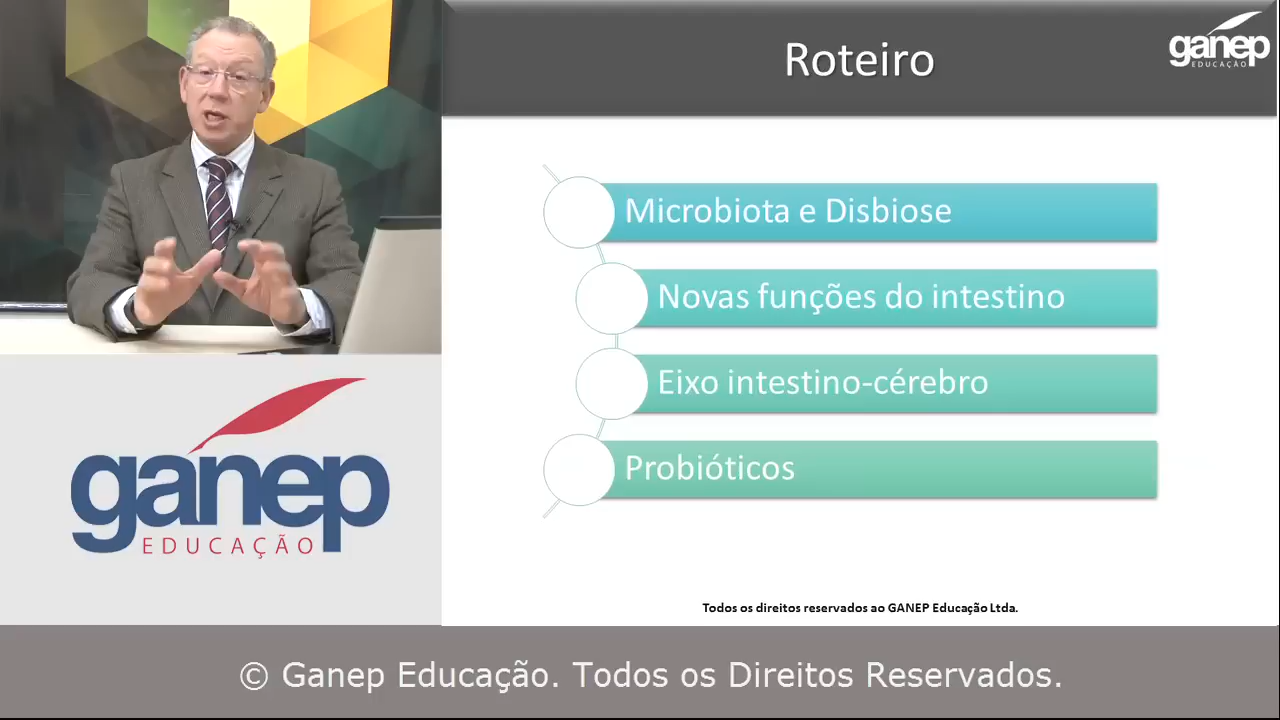 Roteiro
ganep
EDUCAÇÃO
Microbiota e Disbiose
Novas funções do intestino
Eixo intestino-cérebro
Probióticos
ganep
EDUCAÇÃO
Todos os direitos reservados ao GANEP Educação Ltda.
© Ganep Educação. Todos os Direitos Reservados.